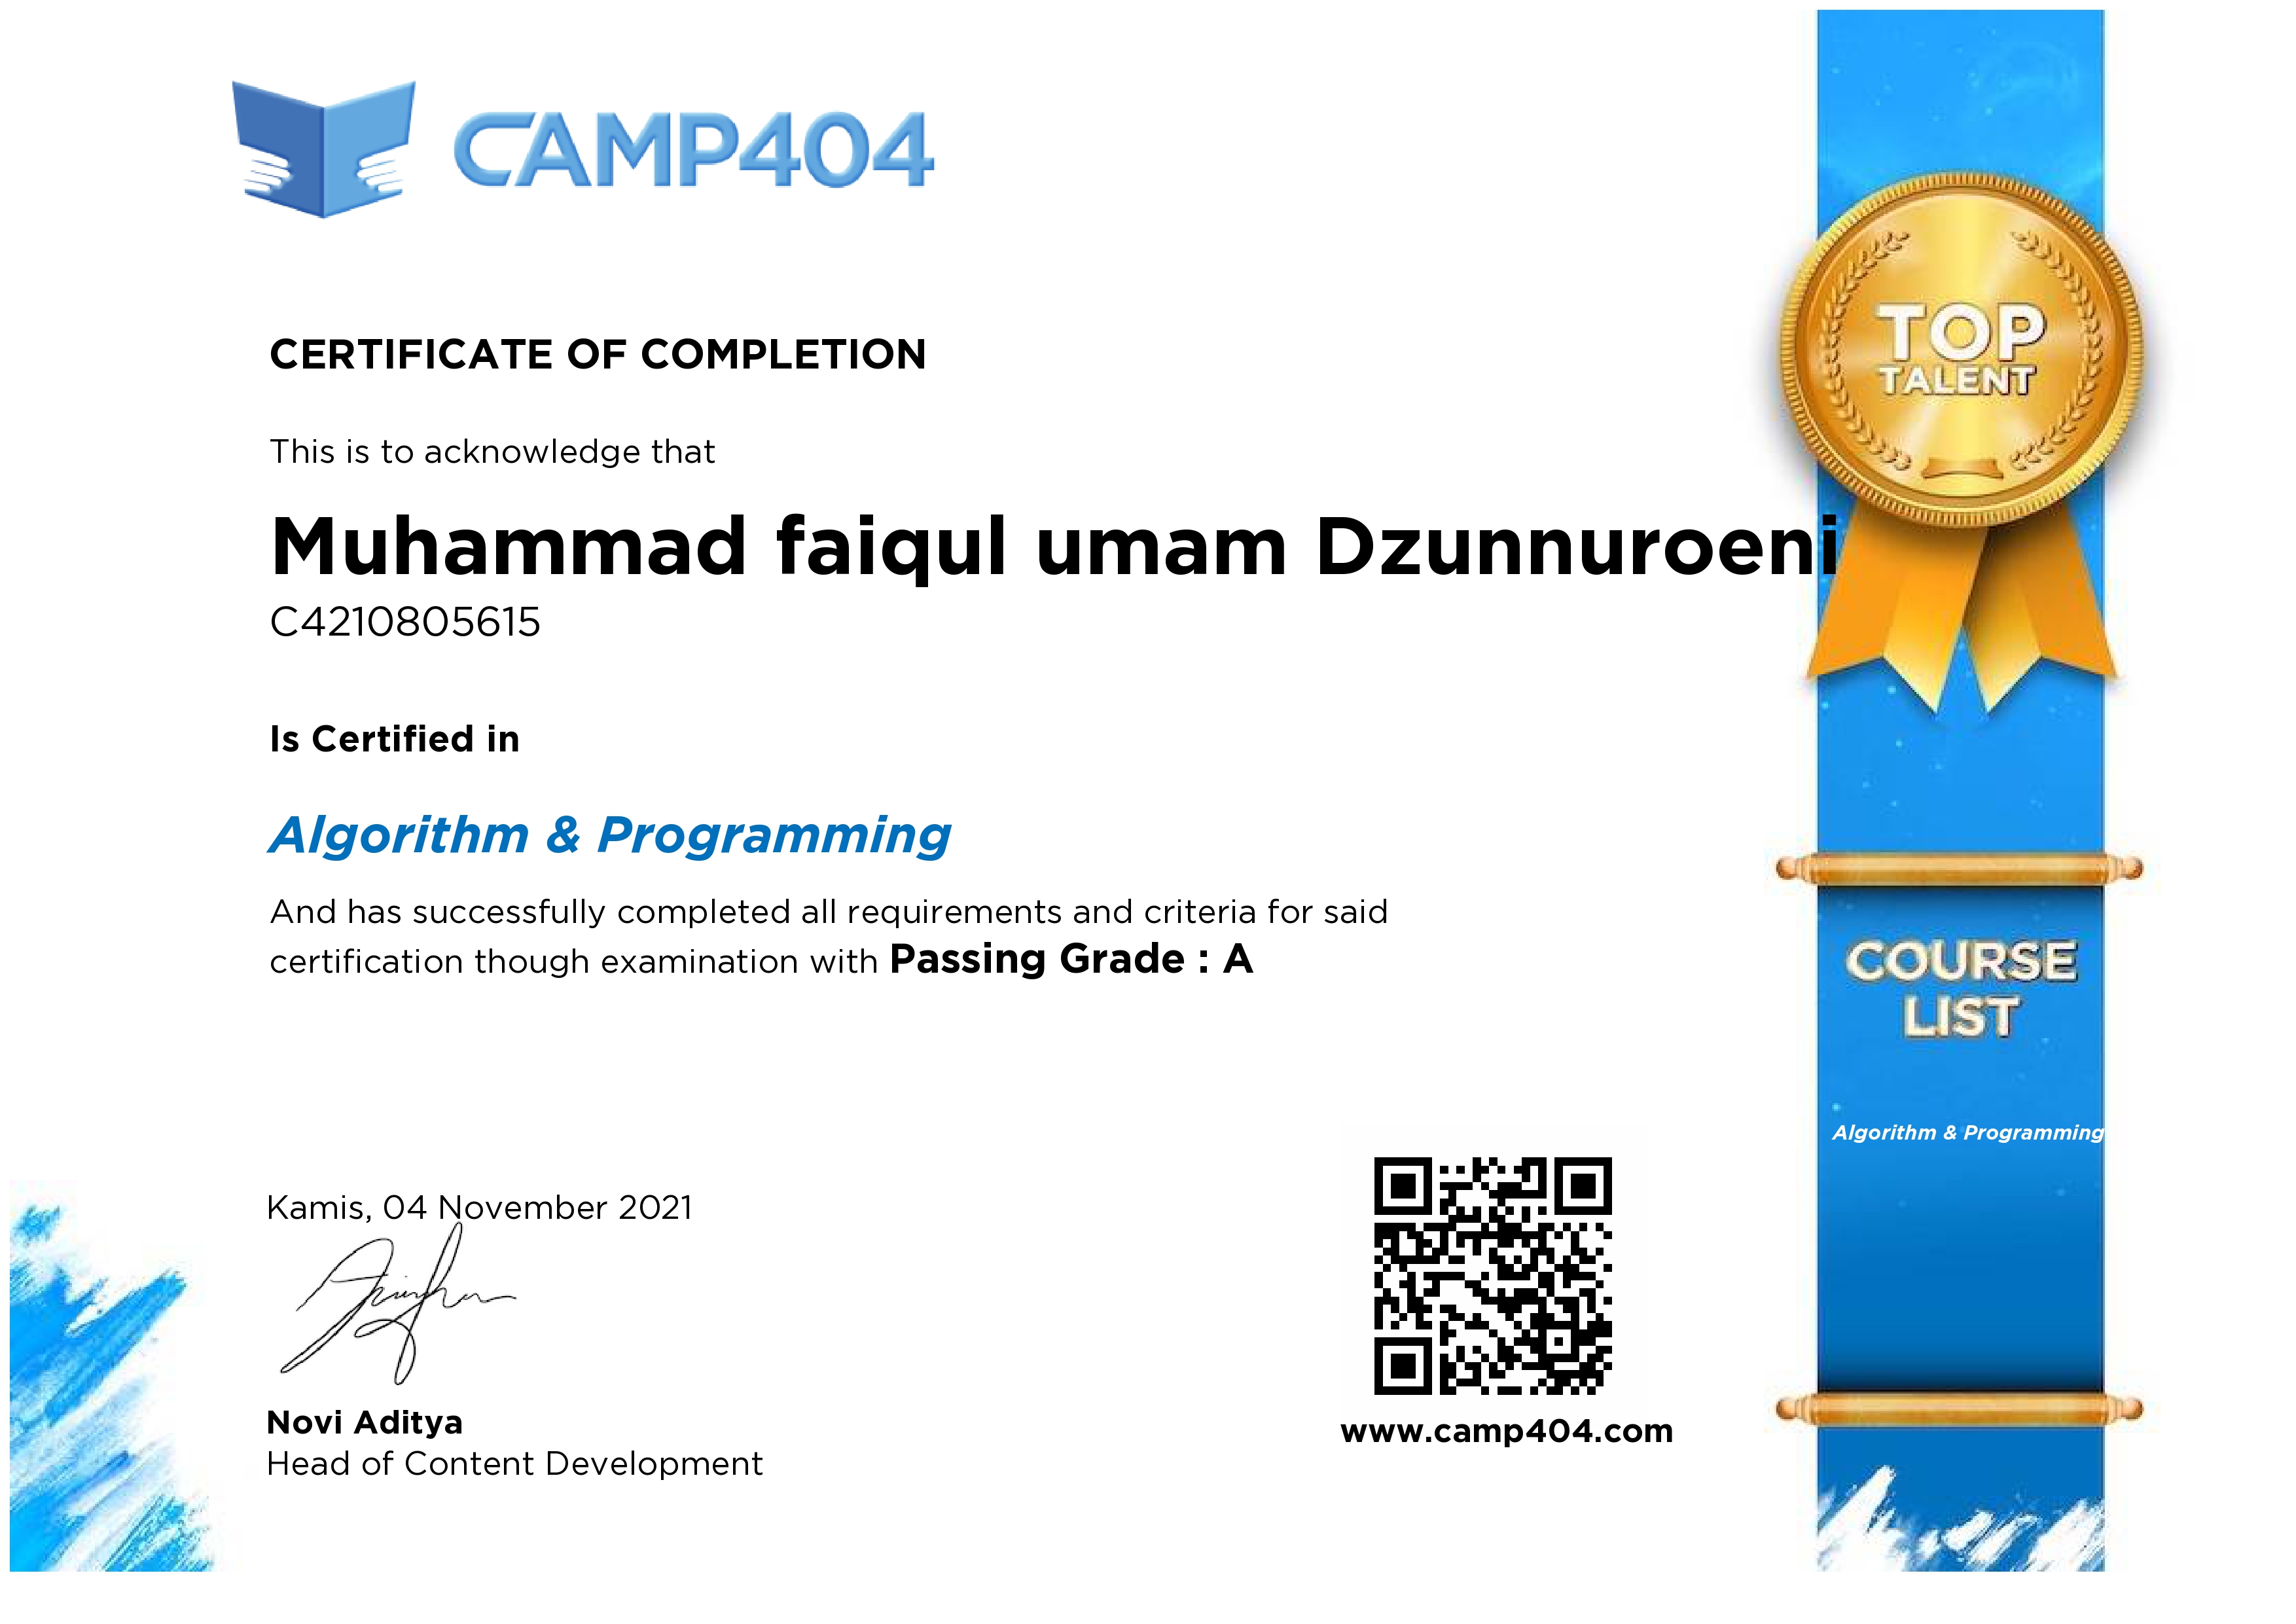 CAMP404
CERTIFICATE OF COMPLETION
This is to acknowledge that
Muhammad faiqul umam Dzunnuroeni
C4210805615
Is Certified in
Algorithm & Programming
And has successfully completed all requirements and criteria for said
certification though examination with Passing Grade : A
Kamis, 04 November 2021
Novi Aditya
Head of Content Development
www.camp404.com
TOP
TALENT
COURSE
LIST
Algorithm & Programming